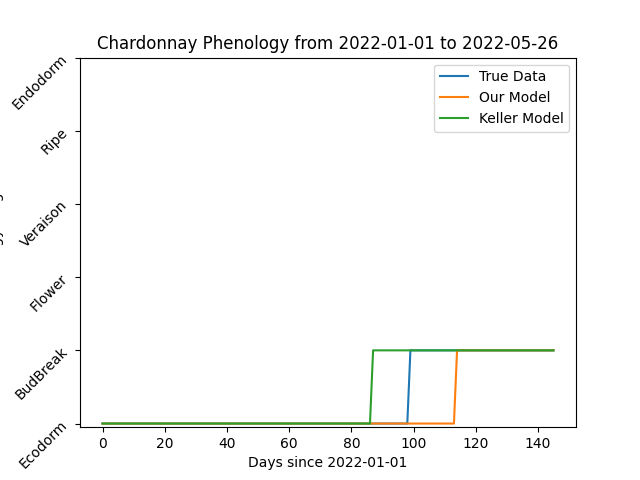 Chardonnay Phenology from 2022-01-01 to 2022-05-26
True Data
Our Model
Keller Model
Endodorm
Ripe
Veraison
Flower
BudBreak
Ecodorm
0 20 40 60 80 100 120 140
Days since 2022-01-01